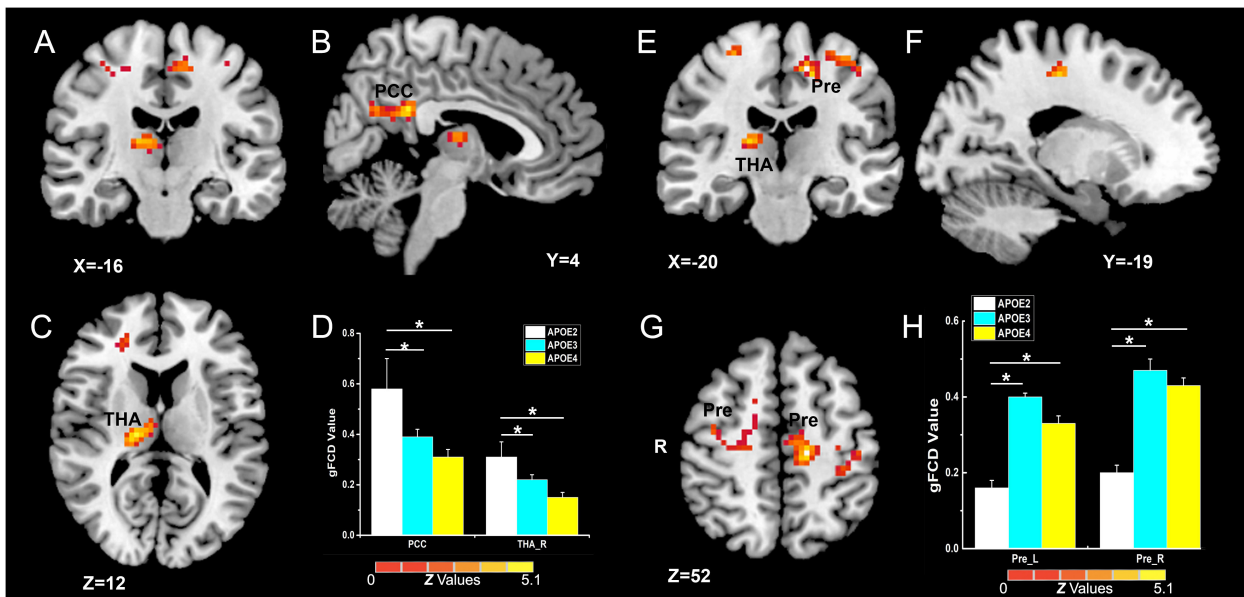 A
B
E
F
PCC
Pre
THA
X=-16
Y=4
X=-20
Y=-19
C
THA
Z=12
D
* APOE2
* APOE3
APOE4
*
*
0.8
0.6
0.4
0.2
0.0
gFCD Value
PCC THA_R
0 Z Values 5.1
G
Pre Pre
R
Z=52
H
APOE2
APOE3
APOE4
*
*
*
*
0.6
0.4
0.2
0.0
gFCD Value
Pre_L Pre_R
0 Z Values 5.1